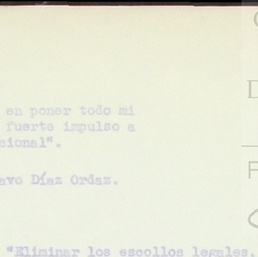 en poner todo mi
fuerte impulso a
cional".
avo Díaz Ordaz.
"Eliminar los escollos legales,